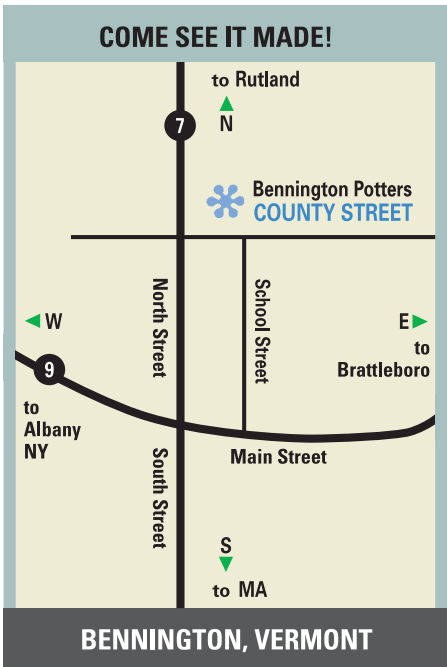 COME SEE IT MADE!
to Rutland
7
N
Bennington Potters
COUNTY STREET
North Street
School Street
W
E
to
Brattleboro
9
to
Albany
NY
Main Street
South Street
S
to MA
BENNINGTON, VERMONT